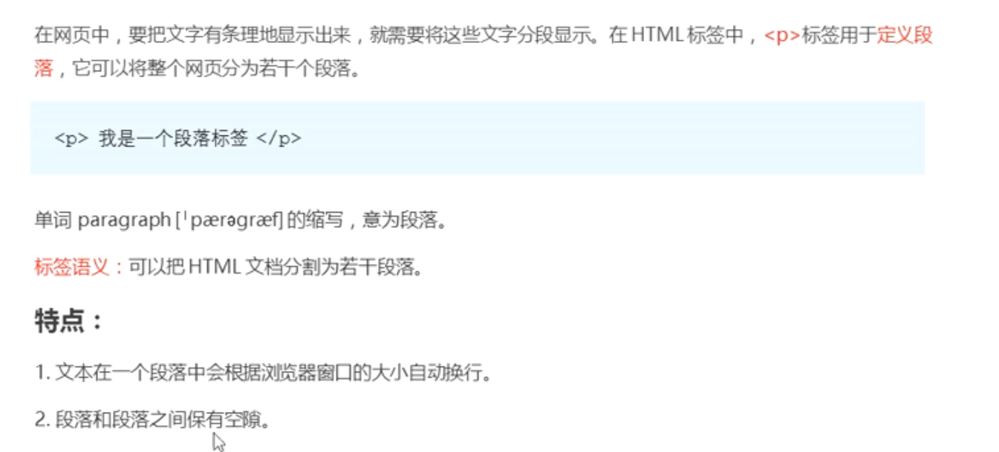 在网页中，要把文字有条理地显示出来，就需要将这些文字分段显示。在HTML标签中，<p>标签用于定义段
落，它可以将整个网页分为若干个段落。
<p> 我是一个段落标签 </p>
单词 paragraph [ˈpærəgræf] 的缩写，意为段落。
标签语义：可以把 HTML 文档分割为若干段落。
特点：
1. 文本在一个段落中会根据浏览器窗口的大小自动换行。
2. 段落和段落之间保有空隙。